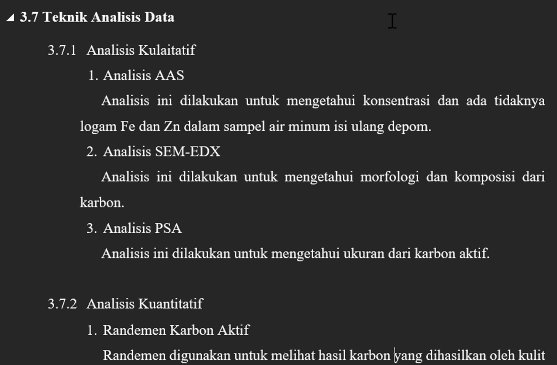 3.7 Teknik Analisis Data
3.7.1 Analisis Kulaitatif
1. Analisis AAS
Analisis ini dilakukan untuk mengetahui konsentrasi dan ada tidaknya
logam Fe dan Zn dalam sampel air minum isi ulang depom.
2. Analisis SEM-EDX
Analisis ini dilakukan untuk mengetahui morfologi dan komposisi dari
karbon.
3. Analisis PSA
Analisis ini dilakukan untuk mengetahui ukuran dari karbon aktif.
3.7.2 Analisis Kuantitatif
1. Randemen Karbon Aktif
Randemen digunakan untuk melihat hasil karbon yang dihasilkan oleh kulit